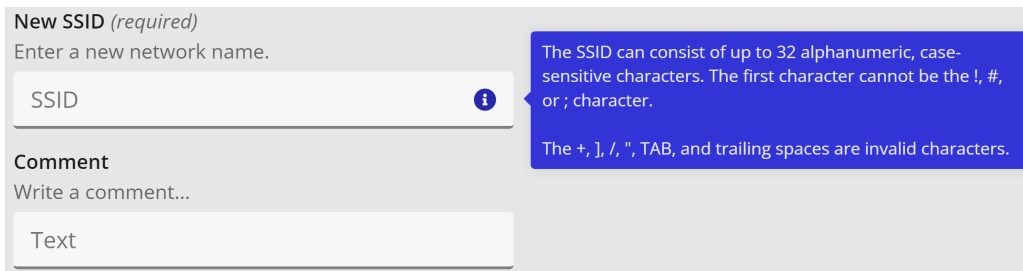 New SSID (required)
Enter a new network name.
SSID
The SSID can consist of up to 32 alphanumeric, case-
sensitive characters. The first character cannot be the !, #,
or ; character.
The +, ], /, ", TAB, and trailing spaces are invalid characters.
Comment
Write a comment...
Text